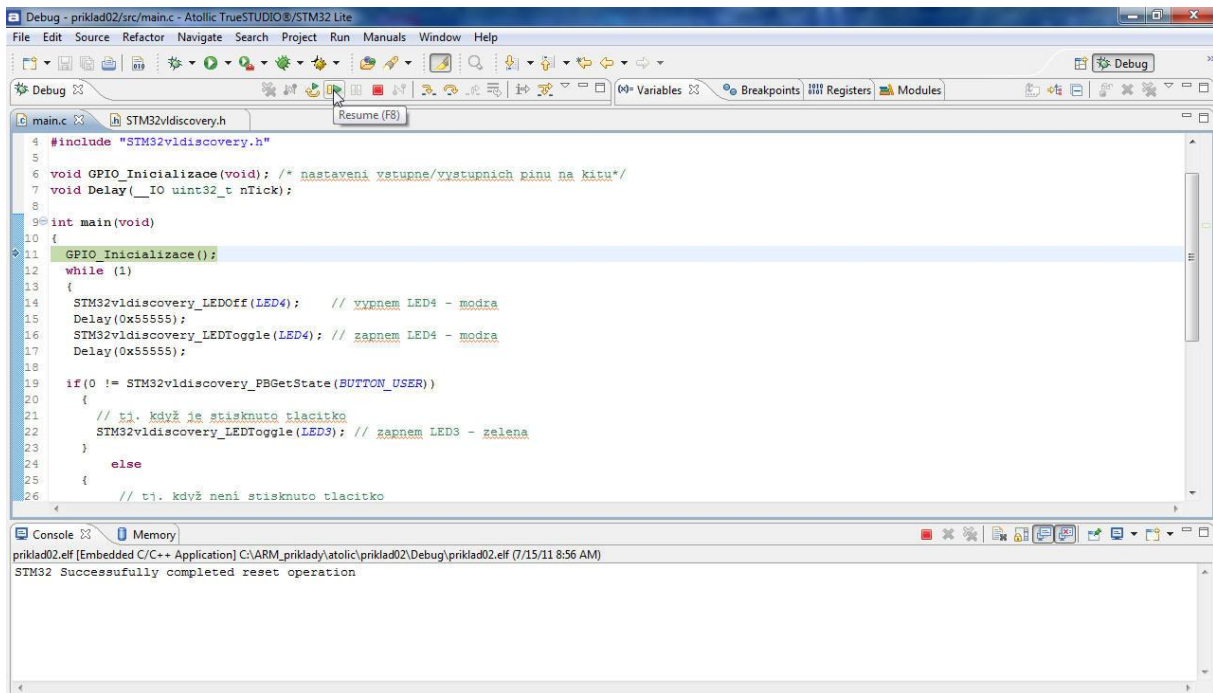 Debug - priklad02/src/main.c - Atollic TrueSTUDIO®/STM32 Lite
File Edit Source Refactor Navigate Search Project Run Manuals Window Help
Debug
Debug
Variables Breakpoints Registers Modules
Resume (F8)
main.c STM32vldiscovery.h
4 #include "STM32vldiscovery.h"
5
6 void GPIO_Inicializace(void); /* nastaveni vstupne/vystupnich pinu na kitu*/
7 void Delay(__IO uint32_t nTick);
8
9 int main(void)
10 {
11 GPIO_Inicializace();
12 while (1)
13 {
14 STM32vldiscovery_LEDOff(LED4); // vypnem LED4 - modra
15 Delay(0x55555);
16 STM32vldiscovery_LEDToggle(LED4); // zapnem LED4 - modra
17 Delay(0x55555);
18
19 if(0 != STM32vldiscovery_PBGetState(BUTTON_USER))
20 {
21 // tj. když je stisknuto tlacitko
22 STM32vldiscovery_LEDToggle(LED3); // zapnem LED3 - zelena
23 }
24 else
25 {
26 // tj. když není stisknuto tlacitko
Console Memory
priklad02.elf [Embedded C/C++ Application] C:\ARM_priklady\atolic\priklad02\Debug\priklad02.elf (7/15/11 8:56 AM)
STM32 Successufully completed reset operation